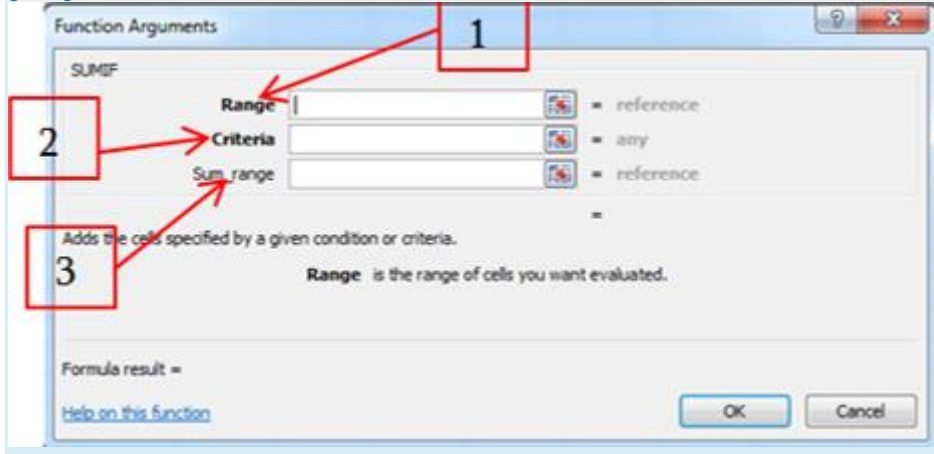 Function Arguments
1
SUMIF
Range = reference
2
Criteria = any
Sum_range = reference
=
Adds the cells specified by a given condition or criteria.
3
Range is the range of cells you want evaluated.
Formula result =
Help on this function
OK Cancel